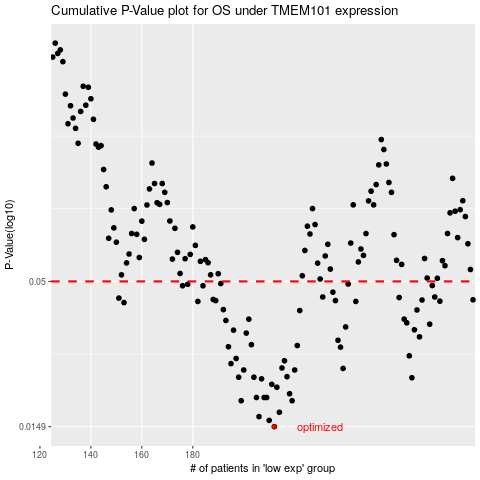 Cumulative P-Value plot for OS under TMEM101 expression
P-Value(log10)
0.05
0.0149
optimized
120 140 160 180
# of patients in 'low exp' group